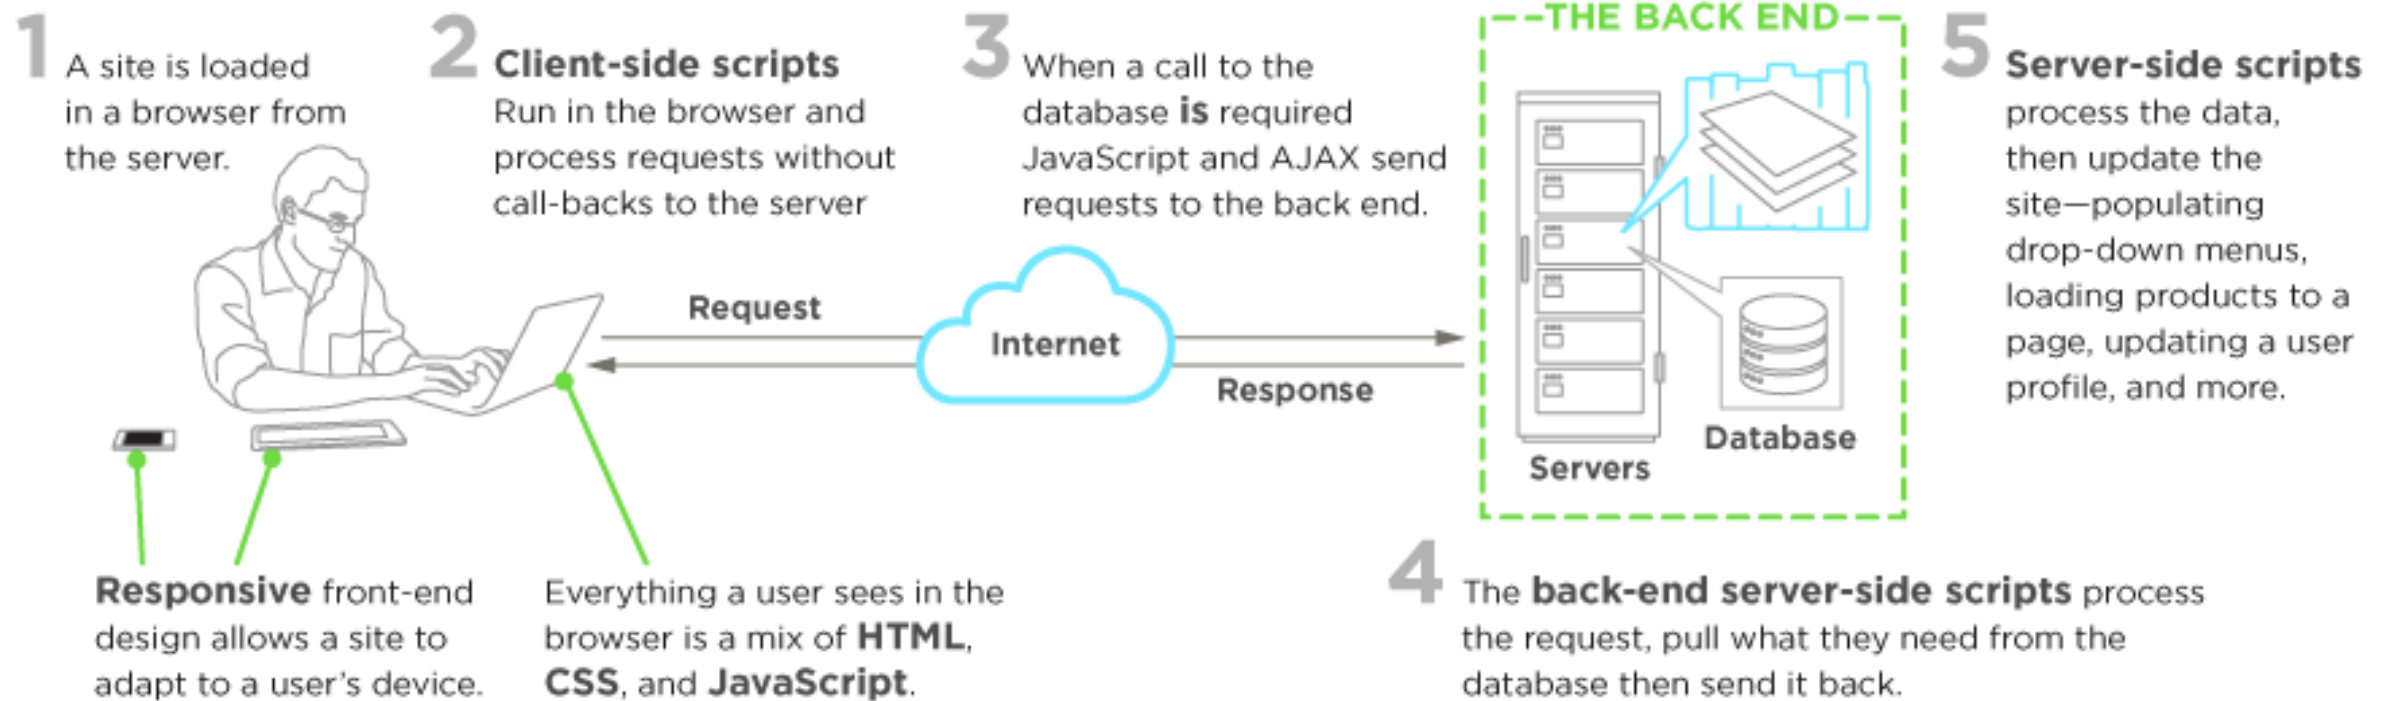 1
A site is loaded
in a browser from
the server.
2
Client-side scripts
Run in the browser and
process requests without
call-backs to the server
3
When a call to the
database is required
JavaScript and AJAX send
requests to the back end.
THE BACK END
5
Server-side scripts
process the data,
then update the
site—populating
drop-down menus,
loading products to a
page, updating a user
profile, and more.
Request
Internet
Response
Database
Servers
Responsive front-end
design allows a site to
adapt to a user's device.
Everything a user sees in the
browser is a mix of HTML,
CSS, and JavaScript.
4
The back-end server-side scripts process
the request, pull what they need from the
database then send it back.